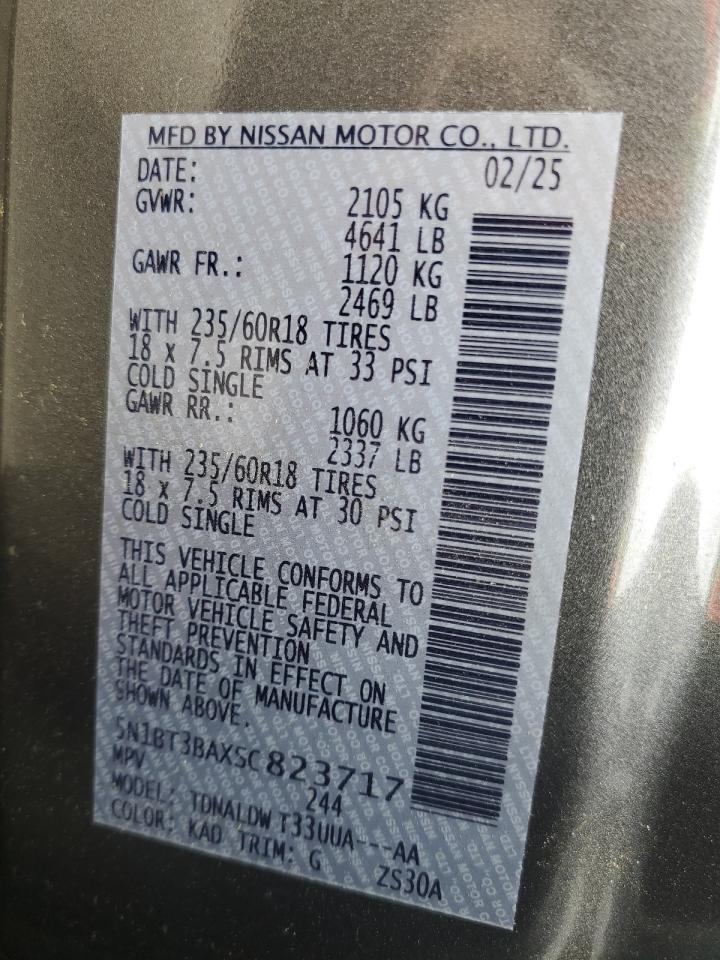 MFD BY NISSAN MOTOR CO., LTD.
DATE: 02/25
GVWR: 2105 KG
4641 LB
GAWR FR.: 1120 KG
2469 LB
WITH 235/60R18 TIRES
18 x 7.5 RIMS AT 33 PSI
COLD SINGLE
GAWR RR.: 1060 KG
2337 LB
WITH 235/60R18 TIRES
18 x 7.5 RIMS AT 30 PSI
COLD SINGLE
THIS VEHICLE CONFORMS TO
ALL APPLICABLE FEDERAL
MOTOR VEHICLE SAFETY AND
THEFT PREVENTION
STANDARDS IN EFFECT ON
THE DATE OF MANUFACTURE
SHOWN ABOVE.
5N1BT3BAXSC823717
MPV 244
MODEL: TDNALDW T33UUA---AA
COLOR: KAD TRIM: G ZS30A